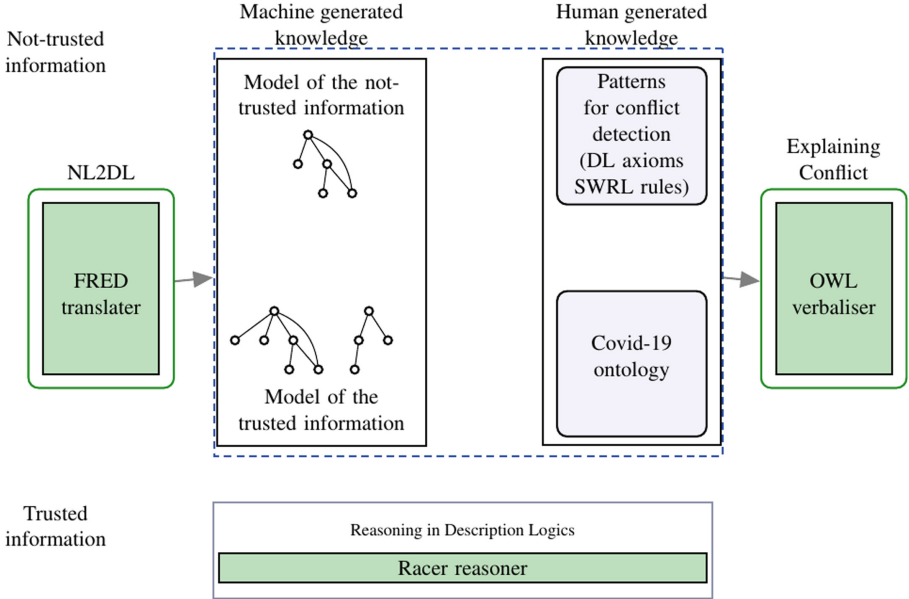 Not-trusted
information
Machine generated
knowledge
Human generated
knowledge
Model of the not-
trusted information
Patterns
for conflict
detection
(DL axioms
SWRL rules)
NL2DL
FRED
translater
Explaining
Conflict
OWL
verbaliser
Covid-19
ontology
Model of the
trusted information
Trusted
information
Reasoning in Description Logics
Racer reasoner